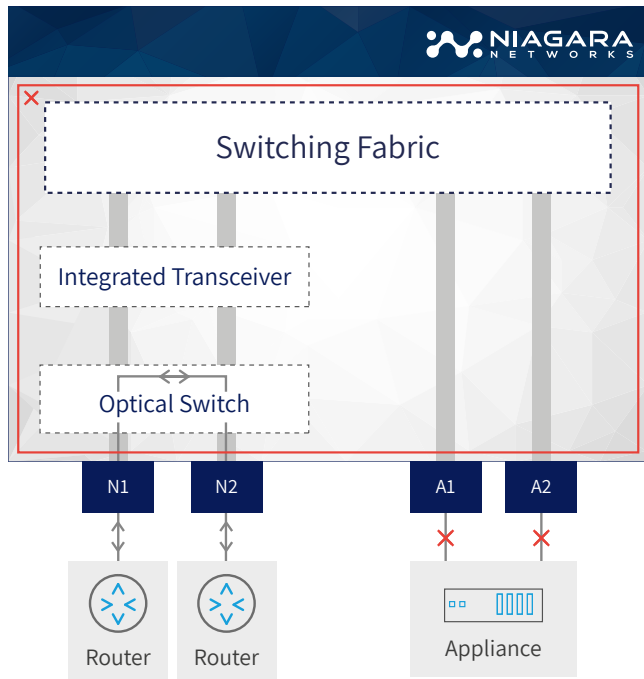 NIAGARA
NETWORKS
Switching Fabric
Integrated Transceiver
Optical Switch
N1
N2
A1
A2
Router
Router
Appliance